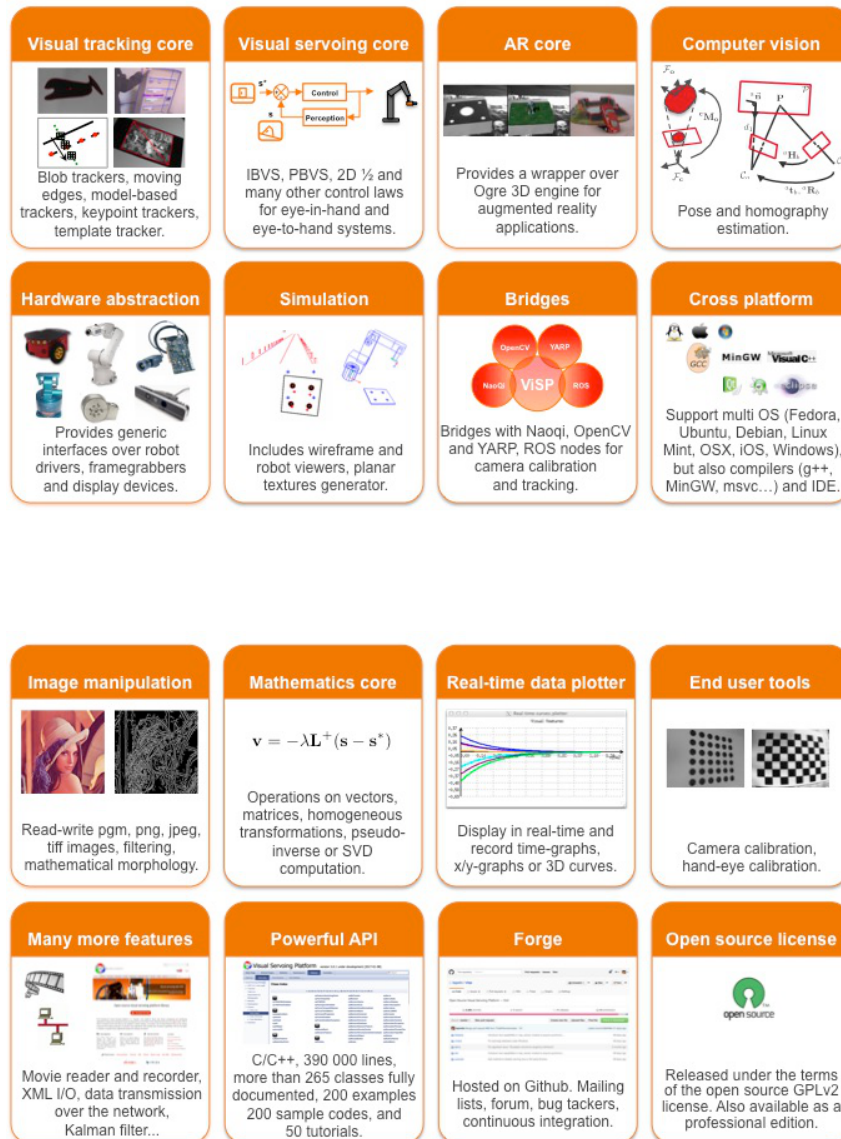 Visual tracking core
Blob trackers, moving
edges, model-based
trackers, keypoint trackers,
template tracker.
Visual servoing core
s*
Control
s
Perception
IBVS, PBVS, 2D ½ and
many other control laws
for eye-in-hand and
eye-to-hand systems.
AR core
Provides a wrapper over
Ogre 3D engine for
augmented reality
applications.
Computer vision
Pose and homography
estimation.
Hardware abstraction
Provides generic
interfaces over robot
drivers, framegrabbers
and display devices.
Simulation
Includes wireframe and
robot viewers, planar
textures generator.
Bridges
OpenCV
YARP
NaoQi
ViSP
ROS
Bridges with Naoqi, OpenCV
and YARP, ROS nodes for
camera calibration
and tracking.
Cross platform
GCC
MinGW
Visual C++
eclipse
Support multi OS (Fedora,
Ubuntu, Debian, Linux
Mint, OSX, iOS, Windows),
but also compilers (g++,
MinGW, msvc…) and IDE.
Image manipulation
Read-write pgm, png, jpeg,
tiff images, filtering,
mathematical morphology.
Mathematics core
v = −λL⁺(s − s*)
Operations on vectors,
matrices, homogeneous
transformations, pseudo-
inverse or SVD
computation.
Real-time data plotter
Real time curves plotter
Visual features
Display in real-time and
record time-graphs,
x/y-graphs or 3D curves.
End user tools
Camera calibration,
hand-eye calibration.
Many more features
Movie reader and recorder,
XML I/O, data transmission
over the network,
Kalman filter...
Powerful API
Visual Servoing Platform
C/C++, 390 000 lines,
more than 265 classes fully
documented, 200 examples
200 sample codes, and
50 tutorials.
Forge
Hosted on Github. Mailing
lists, forum, bug tackers,
continuous integration.
Open source license
open source
Released under the terms
of the open source GPLv2
license. Also available as a
professional edition.